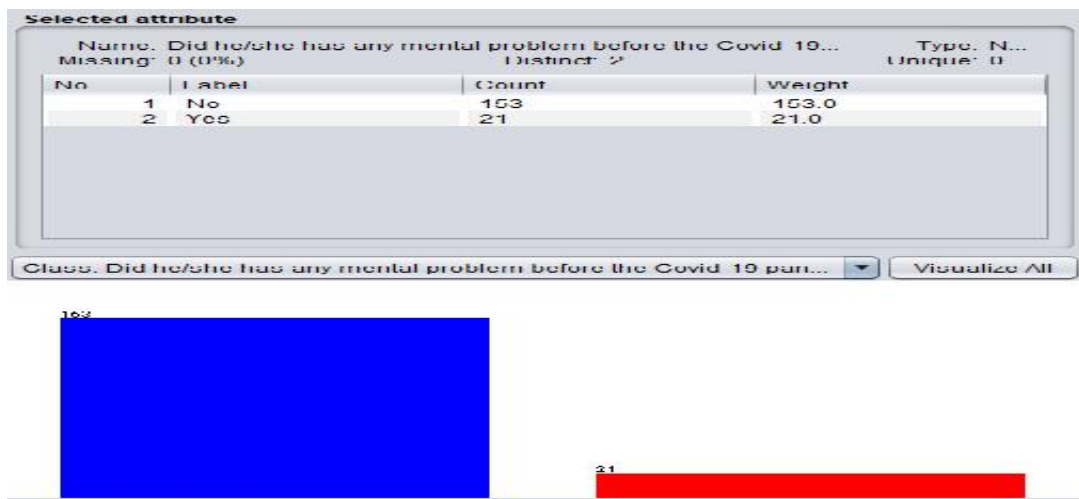 Selected attribute
Name: Did he/she has any mental problem before the Covid 19... Type: N...
Missing: 0 (0%) Distinct: 2 Unique: 0
No Label Count Weight
1 No 153 153.0
2 Yes 21 21.0
Class: Did he/she has any mental problem before the Covid 19 pan... Visualize All
153
21